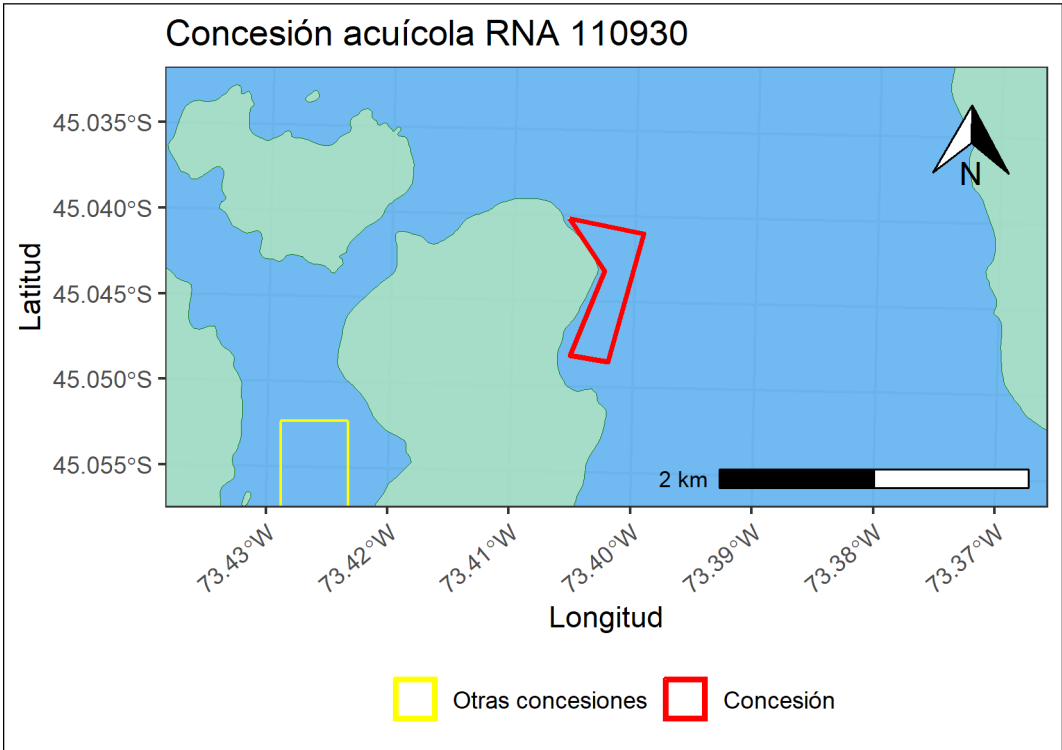 Concesión acuícola RNA 110930
45.035°S
45.040°S
45.045°S
45.050°S
45.055°S
Latitud
N
2 km
73.43°W
73.42°W
73.41°W
73.40°W
73.39°W
73.38°W
73.37°W
Longitud
Otras concesiones
Concesión